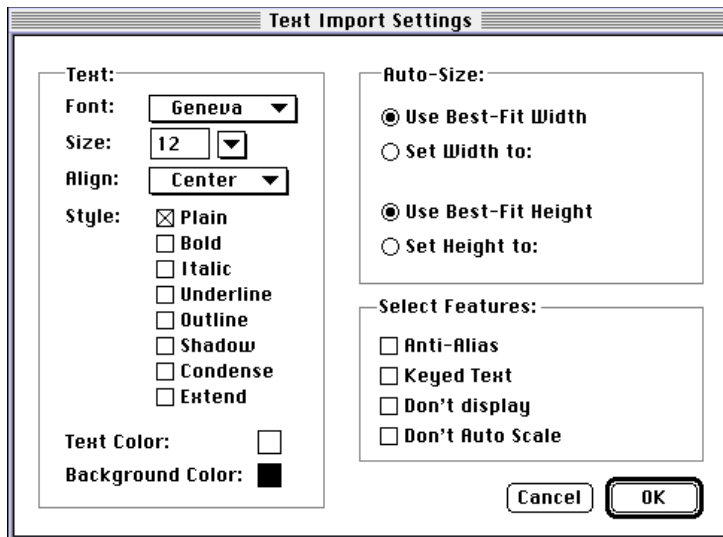 Text Import Settings
Text:
Font: Geneva
Size: 12
Align: Center
Style: Plain
Bold
Italic
Underline
Outline
Shadow
Condense
Extend
Text Color:
Background Color:
Auto-Size:
Use Best-Fit Width
Set Width to:
Use Best-Fit Height
Set Height to:
Select Features:
Anti-Alias
Keyed Text
Don't display
Don't Auto Scale
Cancel OK